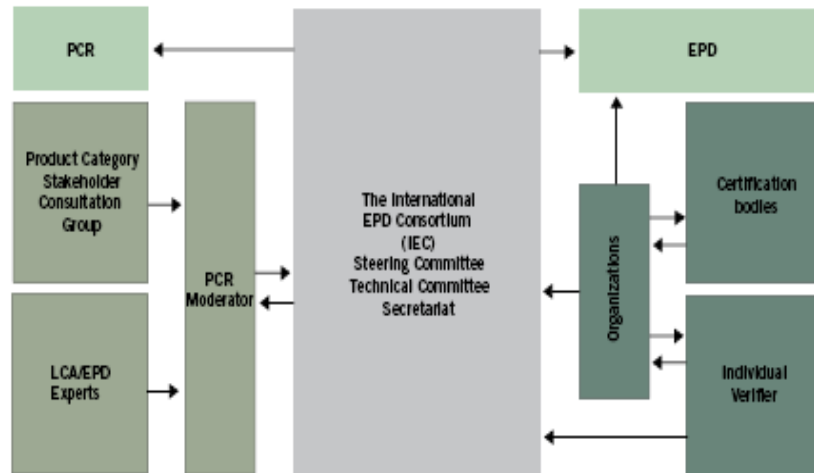 PCR
EPD
Product Category
Stakeholder
Consultation
Group
PCR
Moderator
LCA/EPD
Experts
The International
EPD Consortium
(IEC)
Steering Committee
Technical Committee
Secretariat
Organizations
Certification
bodies
Individual
Verifier